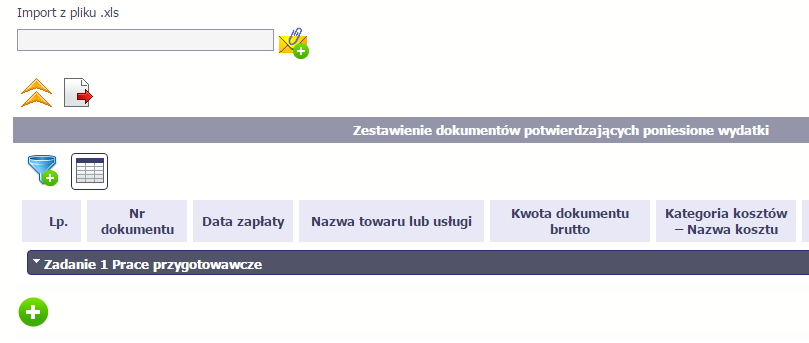 Import z pliku .xls
Zestawienie dokumentów potwierdzających poniesione wydatki
Lp.
Nr
dokumentu
Data zapłaty
Nazwa towaru lub usługi
Kwota dokumentu
brutto
Kategoria kosztów
– Nazwa kosztu
Zadanie 1 Prace przygotowawcze